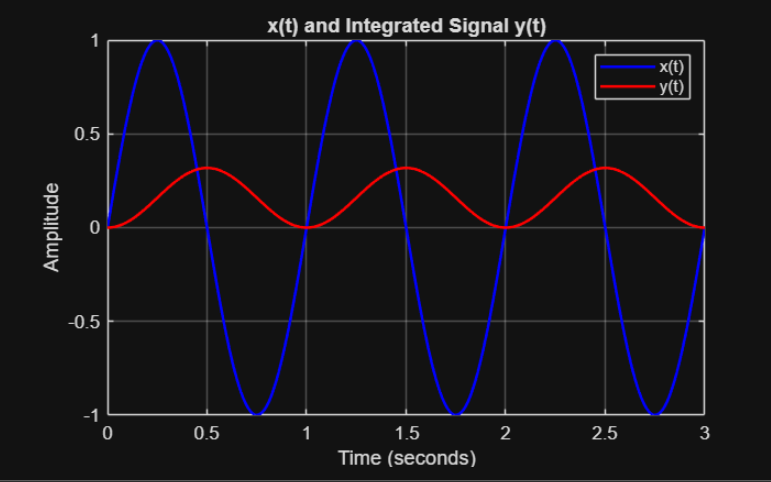 x(t) and Integrated Signal y(t)
x(t)
y(t)
Amplitude
1
0.5
0
-0.5
-1
0 0.5 1 1.5 2 2.5 3
Time (seconds)